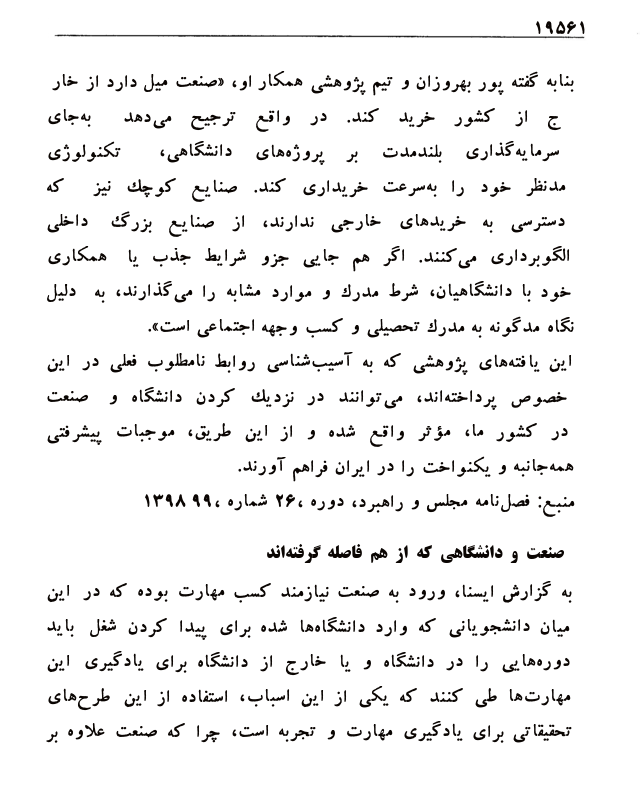 ۱۹۵۶۱
بنابه گفته پور بهروزان و تیم پژوهشی همکار او، «صنعت میل دارد از خار
ج از کشور خرید کند. در واقع ترجیح می‌دهد به‌جای
سرمایه‌گذاری بلندمدت بر پروژه‌های دانشگاهی، تکنولوژی
مدنظر خود را به‌سرعت خریداری کند. صنایع کوچك نیز که
دسترسی به خریدهای خارجی ندارند، از صنایع بزرگ داخلی
الگوبرداری می‌کنند. اگر هم جایی جزو شرایط جذب یا همکاری
خود با دانشگاهیان، شرط مدرك و موارد مشابه را می‌گذارند، به دلیل
نگاه مدگونه به مدرك تحصیلی و کسب وجهه اجتماعی است».
این یافته‌های پژوهشی که به آسیب‌شناسی روابط نامطلوب فعلی در این
خصوص پرداخته‌اند، می‌توانند در نزدیك کردن دانشگاه و صنعت
در کشور ما، مؤثر واقع شده و از این طریق، موجبات پیشرفتی
همه‌جانبه و یکنواخت را در ایران فراهم آورند.
منبع: فصل‌نامه مجلس و راهبرد، دوره ،۲۶ شماره ،۹۹ ۱۳۹۸
صنعت و دانشگاهی که از هم فاصله گرفته‌اند
به گزارش ایسنا، ورود به صنعت نیازمند کسب مهارت بوده که در این
میان دانشجویانی که وارد دانشگاه‌ها شده برای پیدا کردن شغل باید
دوره‌هایی را در دانشگاه و یا خارج از دانشگاه برای یادگیری این
مهارت‌ها طی کنند که یکی از این اسباب، استفاده از این طرح‌های
تحقیقاتی برای یادگیری مهارت و تجربه است، چرا که صنعت علاوه بر